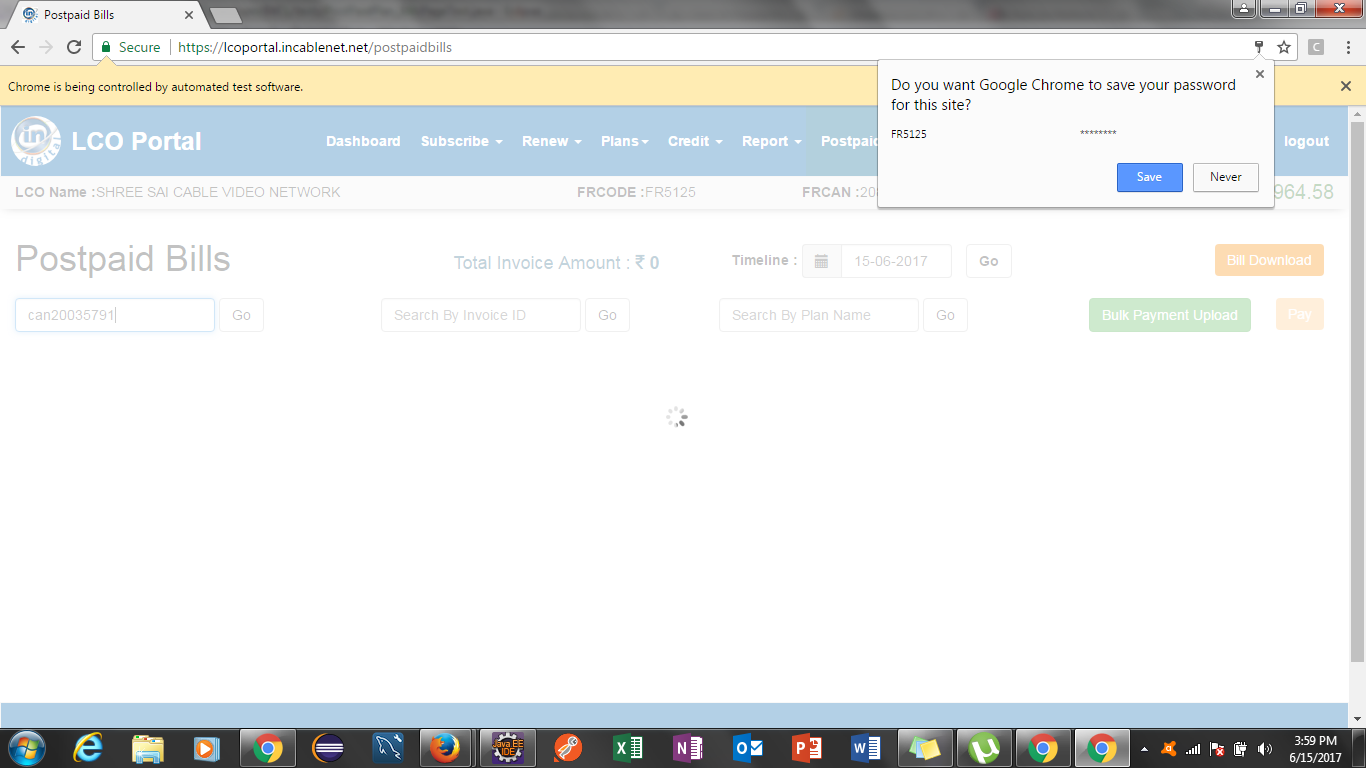 Postpaid Bills
Secure https://lcoportal.incablenet.net/postpaidbills
Chrome is being controlled by automated test software.
Do you want Google Chrome to save your password
for this site?
FR5125 ********
Save Never
in digital LCO Portal Dashboard Subscribe Renew Plans Credit Report Postpaid logout
LCO Name :SHREE SAI CABLE VIDEO NETWORK FRCODE :FR5125 FRCAN :20 964.58
Postpaid Bills Total Invoice Amount : ₹ 0 Timeline : 15-06-2017 Go Bill Download
can20035791 Go Search By Invoice ID Go Search By Plan Name Go Bulk Payment Upload Pay
Java EE
IDE
3:59 PM
6/15/2017